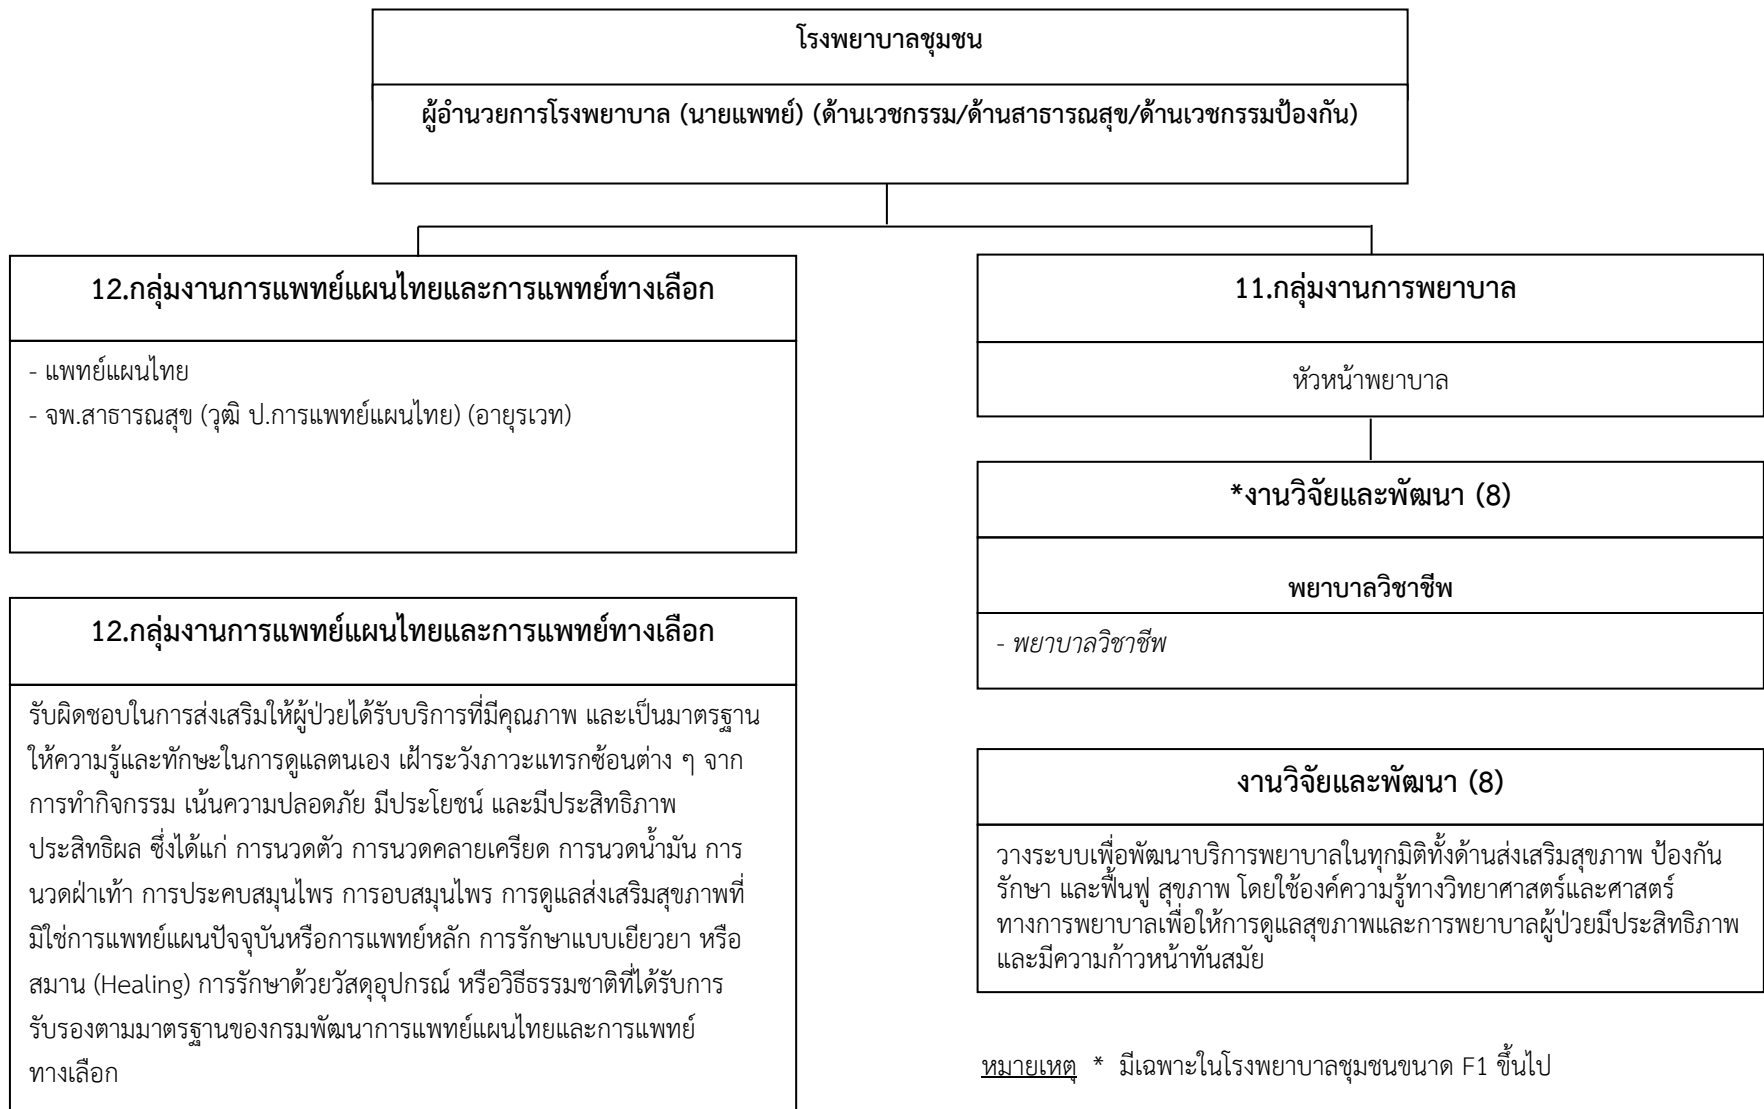 โรงพยาบาลชุมชน
ผู้อำนวยการโรงพยาบาล (นายแพทย์) (ด้านเวชกรรม/ด้านสาธารณสุข/ด้านเวชกรรมป้องกัน)
12.กลุ่มงานการแพทย์แผนไทยและการแพทย์ทางเลือก
- แพทย์แผนไทย
- จพ.สาธารณสุข (วุฒิ ป.การแพทย์แผนไทย) (อายุรเวท)
12.กลุ่มงานการแพทย์แผนไทยและการแพทย์ทางเลือก
รับผิดชอบในการส่งเสริมให้ผู้ป่วยได้รับบริการที่มีคุณภาพ และเป็นมาตรฐาน
ให้ความรู้และทักษะในการดูแลตนเอง เฝ้าระวังภาวะแทรกซ้อนต่าง ๆ จาก
การทำกิจกรรม เน้นความปลอดภัย มีประโยชน์ และมีประสิทธิภาพ
ประสิทธิผล ซึ่งได้แก่ การนวดตัว การนวดคลายเครียด การนวดน้ำมัน การ
นวดฝ่าเท้า การประคบสมุนไพร การอบสมุนไพร การดูแลส่งเสริมสุขภาพที่
มิใช่การแพทย์แผนปัจจุบันหรือการแพทย์หลัก การรักษาแบบเยียวยา หรือ
สมาน (Healing) การรักษาด้วยวัสดุอุปกรณ์ หรือวิธีธรรมชาติที่ได้รับการ
รับรองตามมาตรฐานของกรมพัฒนาการแพทย์แผนไทยและการแพทย์
ทางเลือก
11.กลุ่มงานการพยาบาล
หัวหน้าพยาบาล
*งานวิจัยและพัฒนา (8)
พยาบาลวิชาชีพ
- พยาบาลวิชาชีพ
งานวิจัยและพัฒนา (8)
วางระบบเพื่อพัฒนาบริการพยาบาลในทุกมิติทั้งด้านส่งเสริมสุขภาพ ป้องกัน
รักษา และฟื้นฟู สุขภาพ โดยใช้องค์ความรู้ทางวิทยาศาสตร์และศาสตร์
ทางการพยาบาลเพื่อให้การดูแลสุขภาพและการพยาบาลผู้ป่วยมีประสิทธิภาพ
และมีความก้าวหน้าทันสมัย
หมายเหตุ * มีเฉพาะในโรงพยาบาลชุมชนขนาด F1 ขึ้นไป